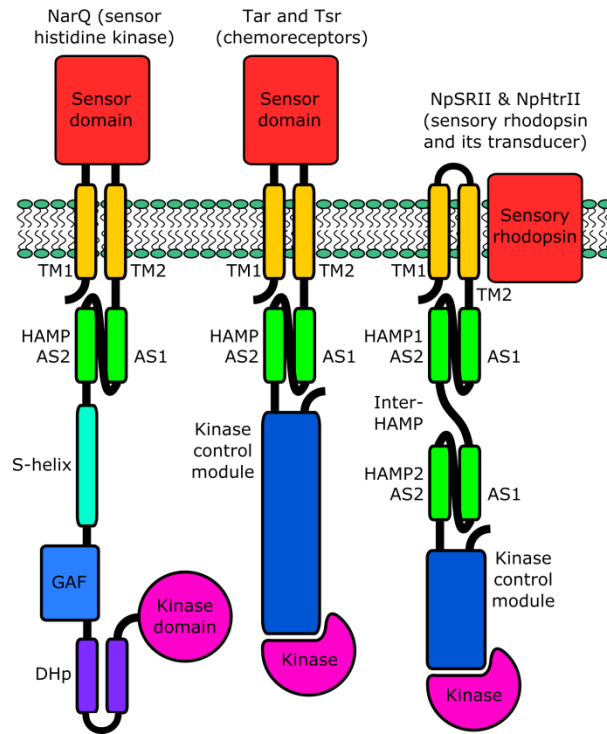 NarQ (sensor
histidine kinase)
Sensor
domain
TM1
TM2
HAMP
AS2
AS1
S-helix
GAF
Kinase
domain
DHp
Tar and Tsr
(chemoreceptors)
Sensor
domain
TM1
TM2
HAMP
AS2
AS1
Kinase
control
module
Kinase
NpSRII & NpHtrII
(sensory rhodopsin
and its transducer)
Sensory
rhodopsin
TM1
TM2
HAMP1
AS2
AS1
Inter-
HAMP
HAMP2
AS2
AS1
Kinase
control
module
Kinase